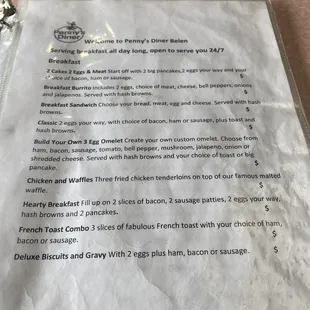 Penny's
Diner
Welcome to Penny's Diner Belen
Serving breakfast all day long, open to serve you 24/7
Breakfast
2 Cakes 2 Eggs & Meat Start off with 2 big pancakes,2 eggs your way and your
choice of bacon, ham or sausage. $
Breakfast Burrito includes 2 eggs, choice of meat, cheese, bell peppers, onions
and jalapenos. Served with hash browns. $
Breakfast Sandwich Choose your bread, meat, egg and cheese. Served with hash
browns. $
Classic 2 eggs your way, with choice of bacon, ham or sausage, plus toast and
hash browns. $
Build Your Own 3 Egg Omelet Create your own custom omelet. Choose from
ham, bacon, sausage, tomato, bell pepper, mushroom, jalapeno, onion or
shredded cheese. Served with hash browns and your choice of toast or big
pancake. $
Chicken and Waffles Three fried chicken tenderloins on top of our famous malted
waffle. $
Hearty Breakfast Fill up on 2 slices of bacon, 2 sausage patties, 2 eggs your way,
hash browns and 2 pancakes. $
French Toast Combo 3 slices of fabulous French toast with your choice of ham,
bacon or sausage. $
Deluxe Biscuits and Gravy With 2 eggs plus ham, bacon or sausage. $